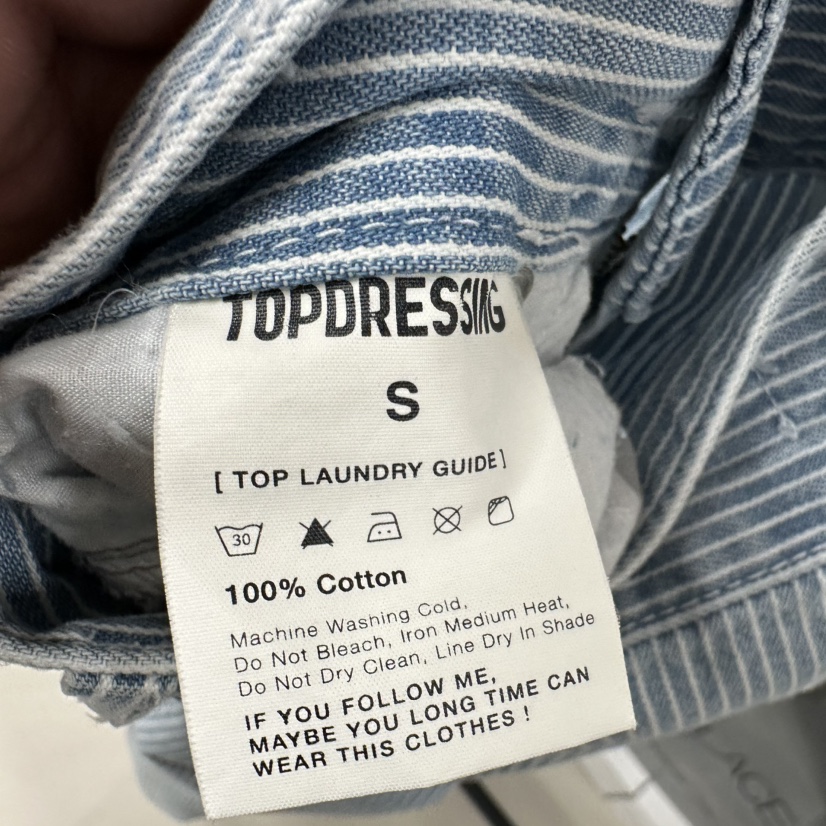 TOPDRESSING
S
[ TOP LAUNDRY GUIDE ]
30
100% Cotton
Machine Washing Cold,
Do Not Bleach, Iron Medium Heat,
Do Not Dry Clean, Line Dry In Shade
IF YOU FOLLOW ME,
MAYBE YOU LONG TIME CAN
WEAR THIS CLOTHES !